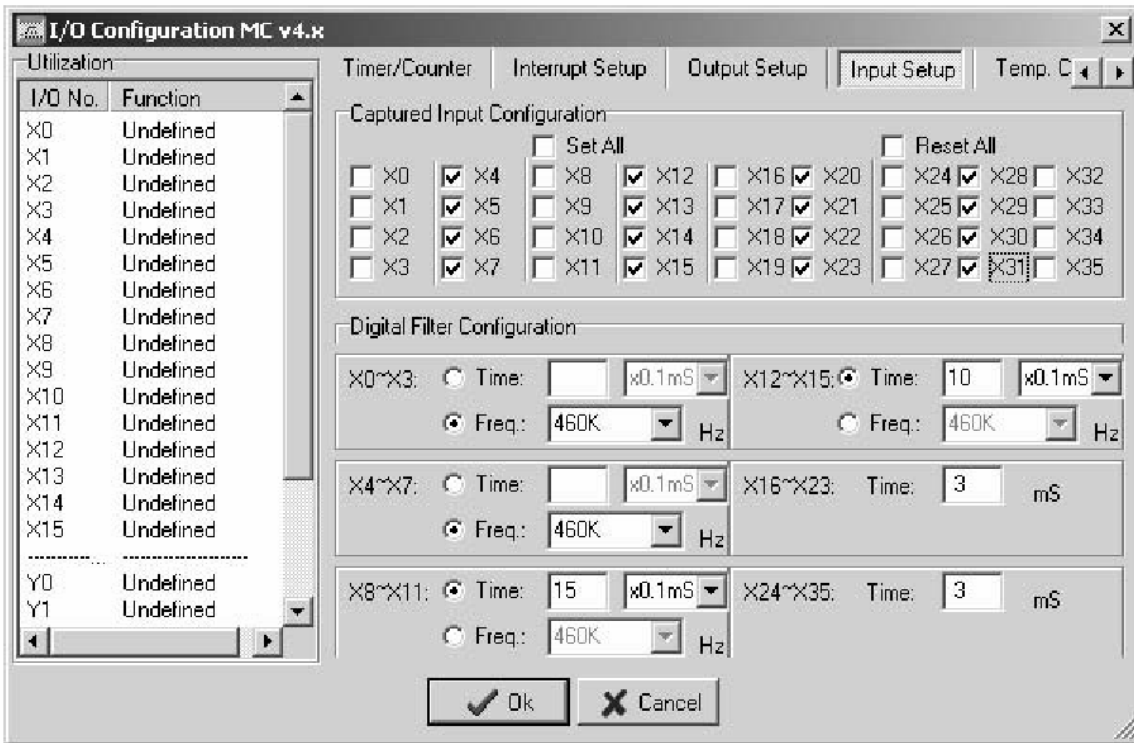 I/O Configuration MC v4.x
Utilization
I/O No. Function
X0 Undefined
X1 Undefined
X2 Undefined
X3 Undefined
X4 Undefined
X5 Undefined
X6 Undefined
X7 Undefined
X8 Undefined
X9 Undefined
X10 Undefined
X11 Undefined
X12 Undefined
X13 Undefined
X14 Undefined
X15 Undefined
Y0 Undefined
Y1 Undefined
Timer/Counter Interrupt Setup Output Setup Input Setup Temp. C
Captured Input Configuration
Set All Reset All
X0 X4 X8 X12 X16 X20 X24 X28 X32
X1 X5 X9 X13 X17 X21 X25 X29 X33
X2 X6 X10 X14 X18 X22 X26 X30 X34
X3 X7 X11 X15 X19 X23 X27 X31 X35
Digital Filter Configuration
X0~X3: Time: x0.1mS
Freq.: 460K Hz
X12~X15: Time: 10 x0.1mS
Freq.: 460K Hz
X4~X7: Time: x0.1mS
Freq.: 460K Hz
X16~X23: Time: 3 mS
X8~X11: Time: 15 x0.1mS
Freq.: 460K Hz
X24~X35: Time: 3 mS
Ok Cancel